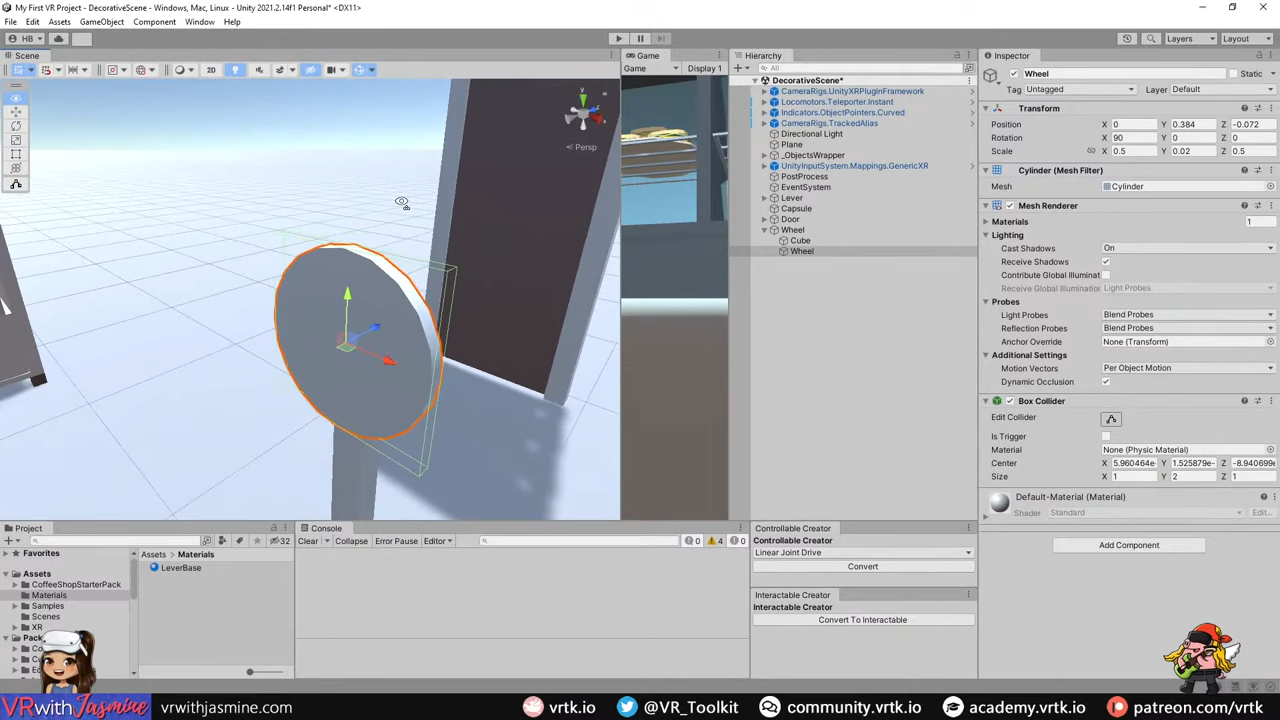 My First VR Project - DecorativeScene - Windows, Mac, Linux - Unity 2021.2.14f1 Personal* <DX11>
File Edit Assets GameObject Component Window Help
HB
Layers Layout
Scene Game Hierarchy Inspector
2D
Game Display 1
All
Persp
y
DecorativeScene*
CameraRigs.UnityXRPluginFramework
Locomotors.Teleporter.Instant
Indicators.ObjectPointers.Curved
CameraRigs.TrackedAlias
Directional Light
Plane
_ObjectsWrapper
UnityInputSystem.Mappings.GenericXR
PostProcess
EventSystem
Lever
Capsule
Door
Wheel
Cube
Wheel
Wheel Static
Tag Untagged Layer Default
Transform
Position X 0 Y 0.384 Z -0.072
Rotation X 90 Y 0 Z 0
Scale X 0.5 Y 0.02 Z 0.5
Cylinder (Mesh Filter)
Mesh Cylinder
Mesh Renderer
Materials 1
Lighting
Cast Shadows On
Receive Shadows
Contribute Global Illuminat
Receive Global Illumination Light Probes
Probes
Light Probes Blend Probes
Reflection Probes Blend Probes
Anchor Override None (Transform)
Additional Settings
Motion Vectors Per Object Motion
Dynamic Occlusion
Box Collider
Edit Collider
Is Trigger
Material None (Physic Material)
Center X 5.960464e- Y 1.525879e- Z -8.940699e
Size X 1 Y 2 Z 1
Default-Material (Material)
Shader Standard Edit...
Add Component
Project
32
Favorites
Assets
CoffeeShopStarterPack
Materials
Samples
Scenes
XR
Pack
Assets > Materials
LeverBase
Console
Clear Collapse Error Pause Editor 0 4 0
Controllable Creator
Controllable Creator
Linear Joint Drive
Convert
Interactable Creator
Interactable Creator
Convert To Interactable
VRwithJasmine vrwithjasmine.com vrtk.io @VR_Toolkit community.vrtk.io academy.vrtk.io patreon.com/vrtk